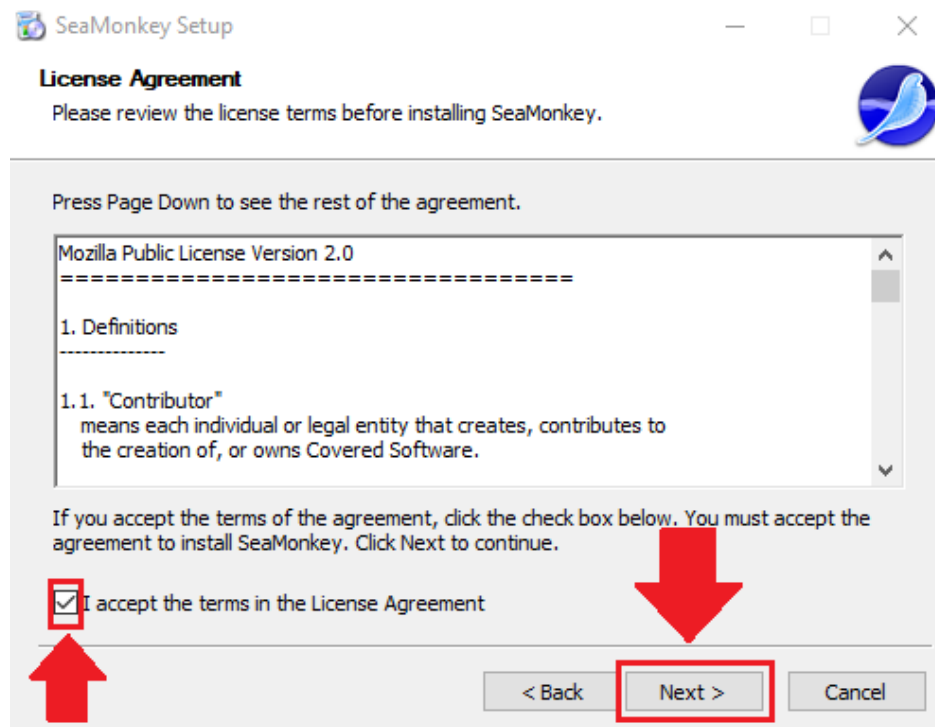 SeaMonkey Setup
License Agreement
Please review the license terms before installing SeaMonkey.
Press Page Down to see the rest of the agreement.
Mozilla Public License Version 2.0
==================================
1. Definitions
--------------
1.1. "Contributor"
means each individual or legal entity that creates, contributes to
the creation of, or owns Covered Software.
If you accept the terms of the agreement, click the check box below. You must accept the
agreement to install SeaMonkey. Click Next to continue.
I accept the terms in the License Agreement
< Back Next > Cancel